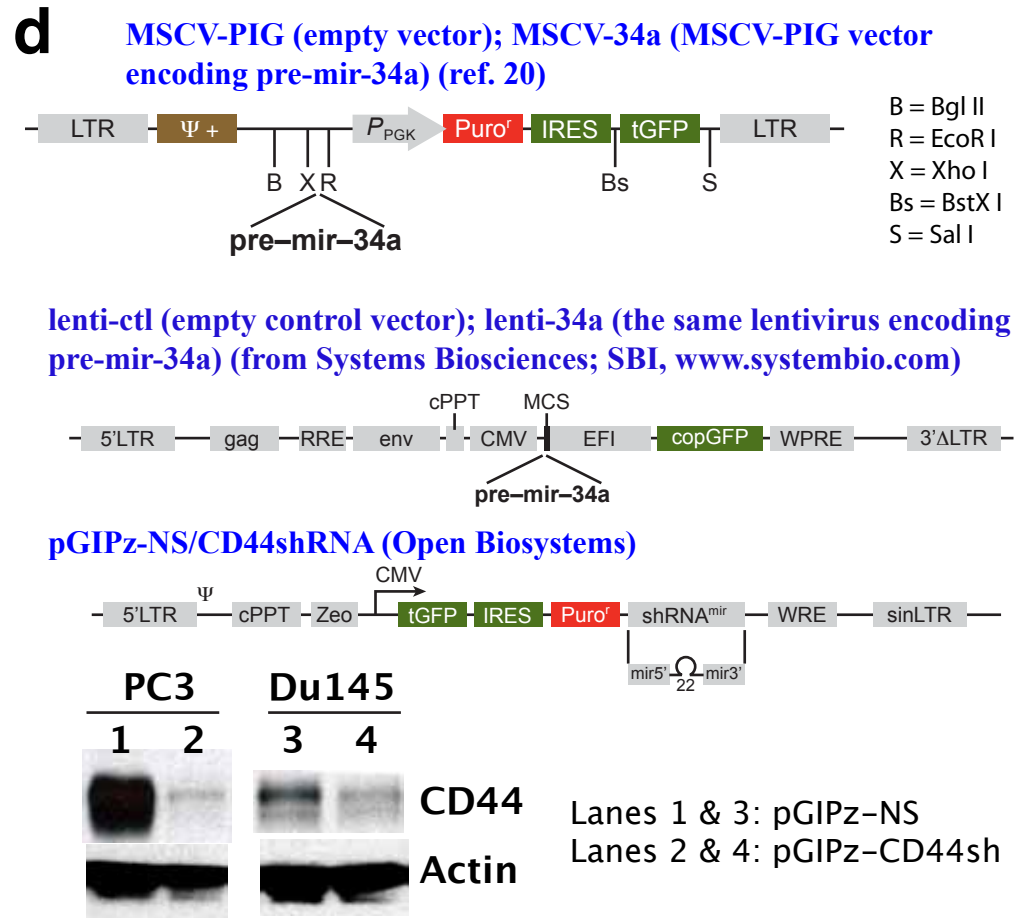 d
MSCV-PIG (empty vector); MSCV-34a (MSCV-PIG vector
encoding pre-mir-34a) (ref. 20)
LTR Ψ + PPGK Puroʳ IRES tGFP LTR
B X R Bs S
pre–mir–34a
B = Bgl II
R = EcoR I
X = Xho I
Bs = BstX I
S = Sal I
lenti-ctl (empty control vector); lenti-34a (the same lentivirus encoding
pre-mir-34a) (from Systems Biosciences; SBI, www.systembio.com)
cPPT MCS
5'LTR gag RRE env CMV EFI copGFP WPRE 3'ΔLTR
pre–mir–34a
pGIPz-NS/CD44shRNA (Open Biosystems)
Ψ CMV
5'LTR cPPT Zeo tGFP IRES Puroʳ shRNAᵐⁱʳ WRE sinLTR
mir5' 22 mir3'
PC3 Du145
1 2 3 4
CD44
Actin
Lanes 1 & 3: pGIPz-NS
Lanes 2 & 4: pGIPz-CD44sh